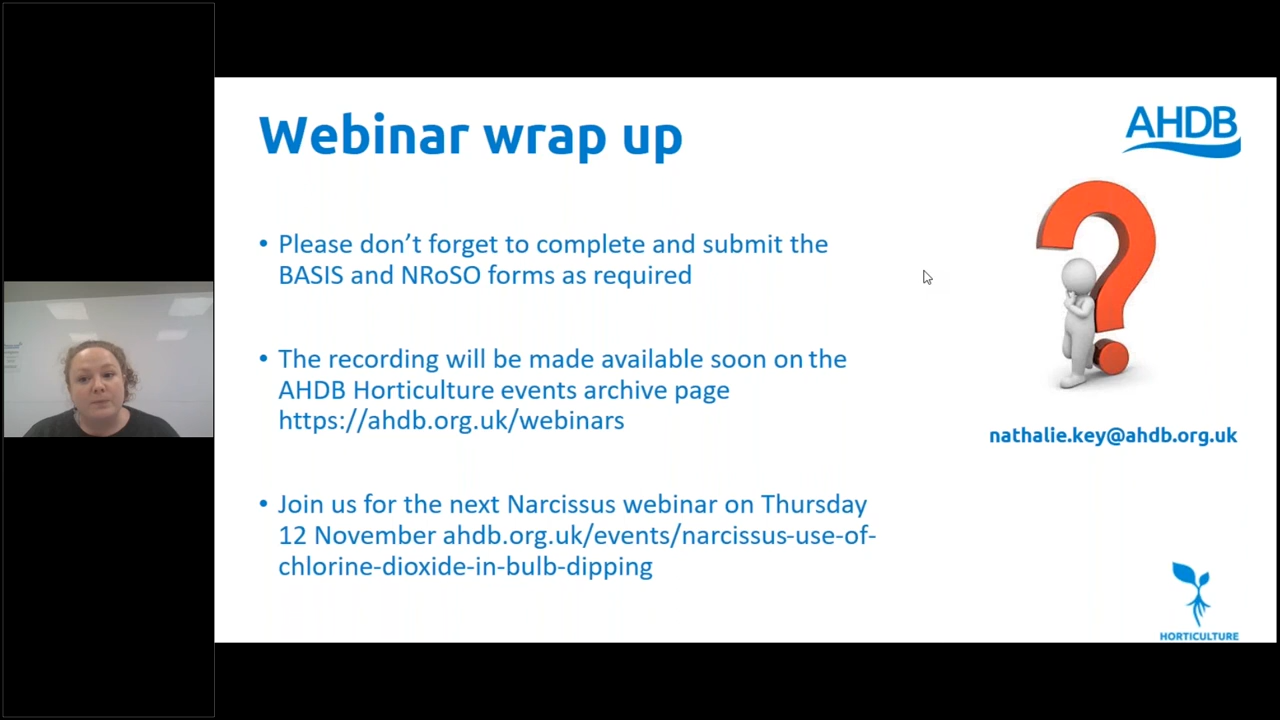 Webinar wrap up
AHDB
• Please don’t forget to complete and submit the
BASIS and NRoSO forms as required
• The recording will be made available soon on the
AHDB Horticulture events archive page
https://ahdb.org.uk/webinars
nathalie.key@ahdb.org.uk
• Join us for the next Narcissus webinar on Thursday
12 November ahdb.org.uk/events/narcissus-use-of-
chlorine-dioxide-in-bulb-dipping
HORTICULTURE